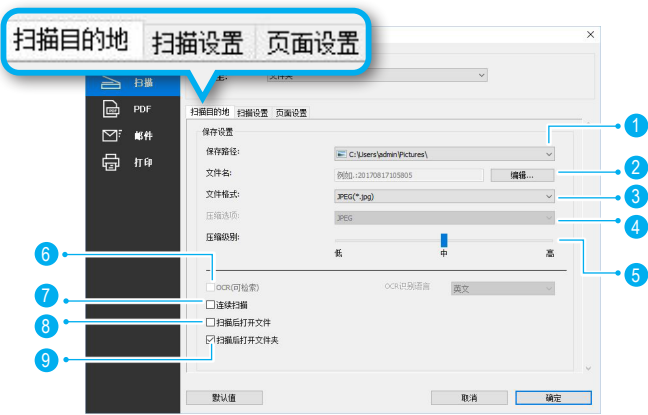 扫描目的地 扫描设置 页面设置
文件夹
扫描
PDF
邮件
打印
扫描目的地 扫描设置 页面设置
保存设置
保存路径:
C:\Users\admin\Pictures\
1
文件名:
例如.:20170817105805
编辑...
2
文件格式:
JPEG(*.jpg)
3
压缩选项:
JPEG
4
压缩级别:
低 中 高
5
6
OCR(可检索)
OCR识别语言
英文
7
连续扫描
8
扫描后打开文件
9
扫描后打开文件夹
默认值
取消
确定